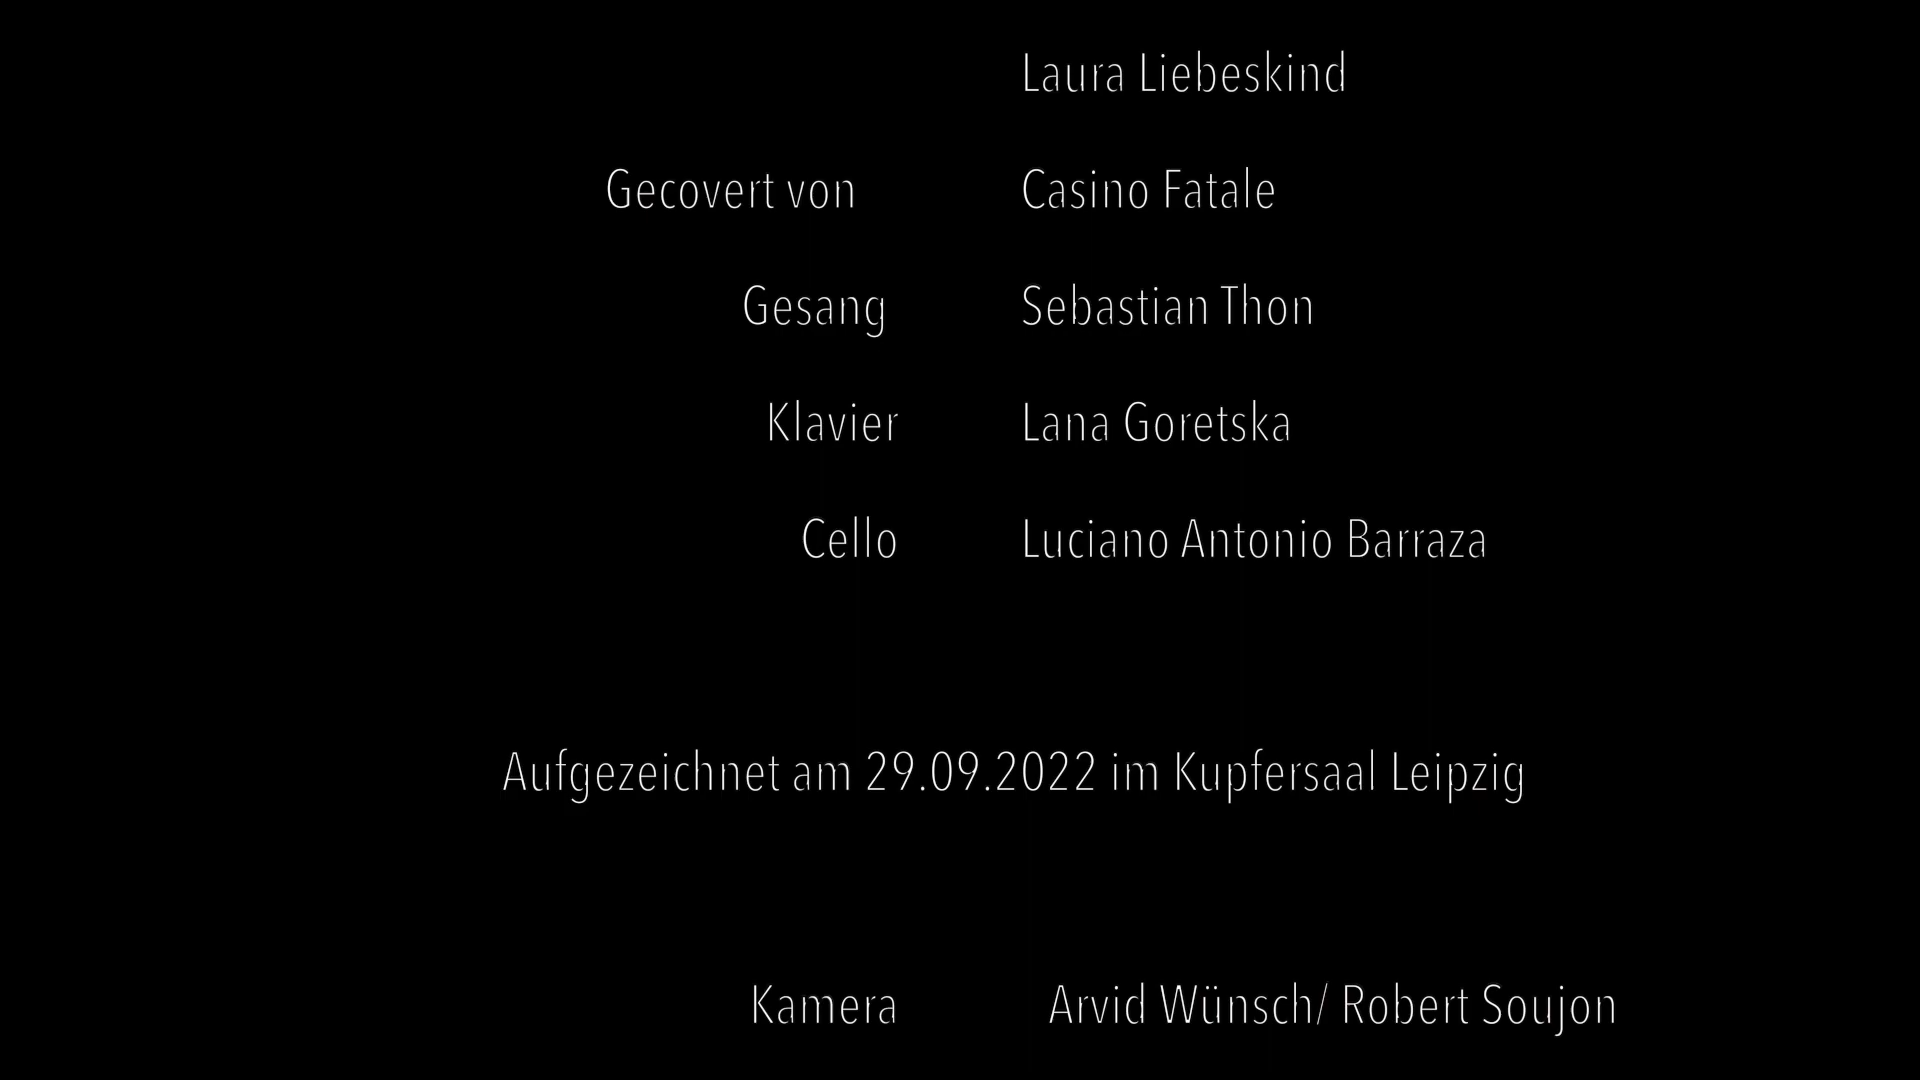 Laura Liebeskind
Gecovert von Casino Fatale
Gesang Sebastian Thon
Klavier Lana Goretska
Cello Luciano Antonio Barraza
Aufgezeichnet am 29.09.2022 im Kupfersaal Leipzig
Kamera Arvid Wünsch/ Robert Soujon